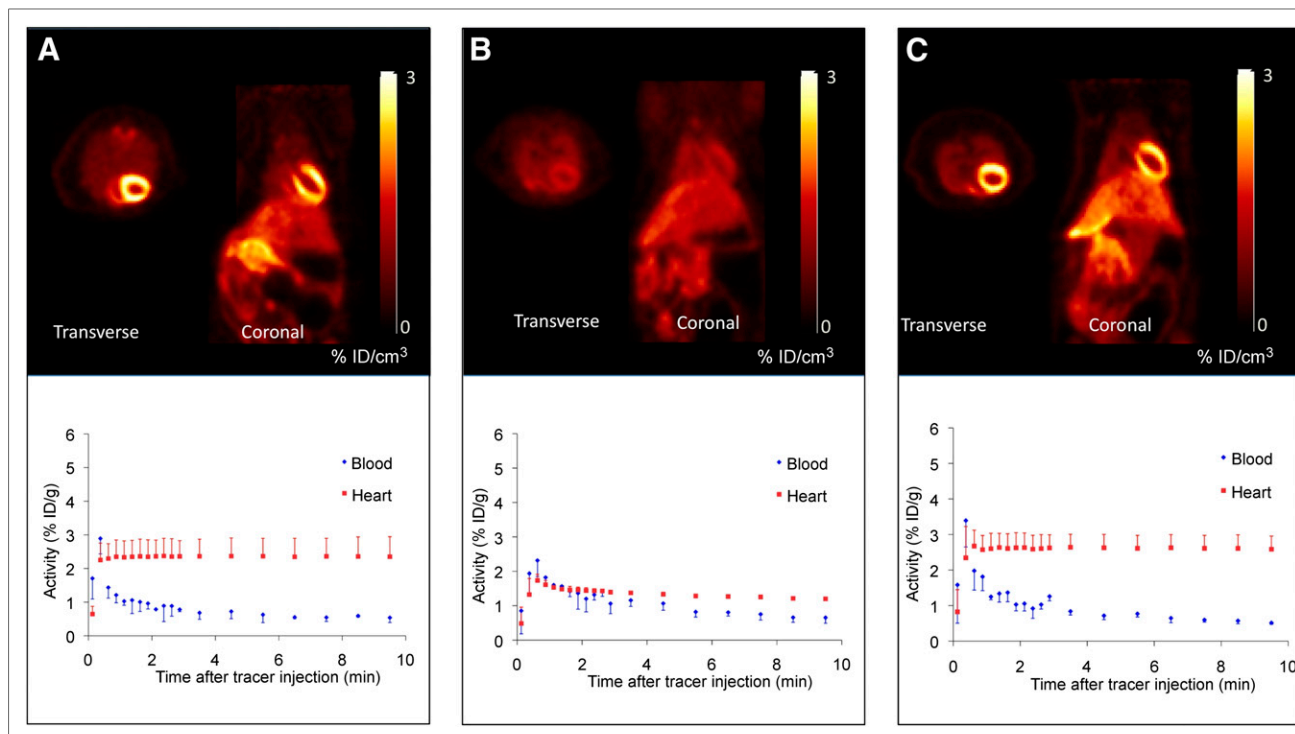 A
3
Transverse
Coronal
0
% ID/cm³
B
3
Transverse
Coronal
0
% ID/cm³
C
3
Transverse
Coronal
0
% ID/cm³
6
5
4
3
2
1
0
Activity (% ID/g)
Blood
Heart
0 2 4 6 8 10
Time after tracer injection (min)
6
5
4
3
2
1
0
Activity (% ID/g)
Blood
Heart
0 2 4 6 8 10
Time after tracer injection (min)
6
5
4
3
2
1
0
Activity (% ID/g)
Blood
Heart
0 2 4 6 8 10
Time after tracer injection (min)